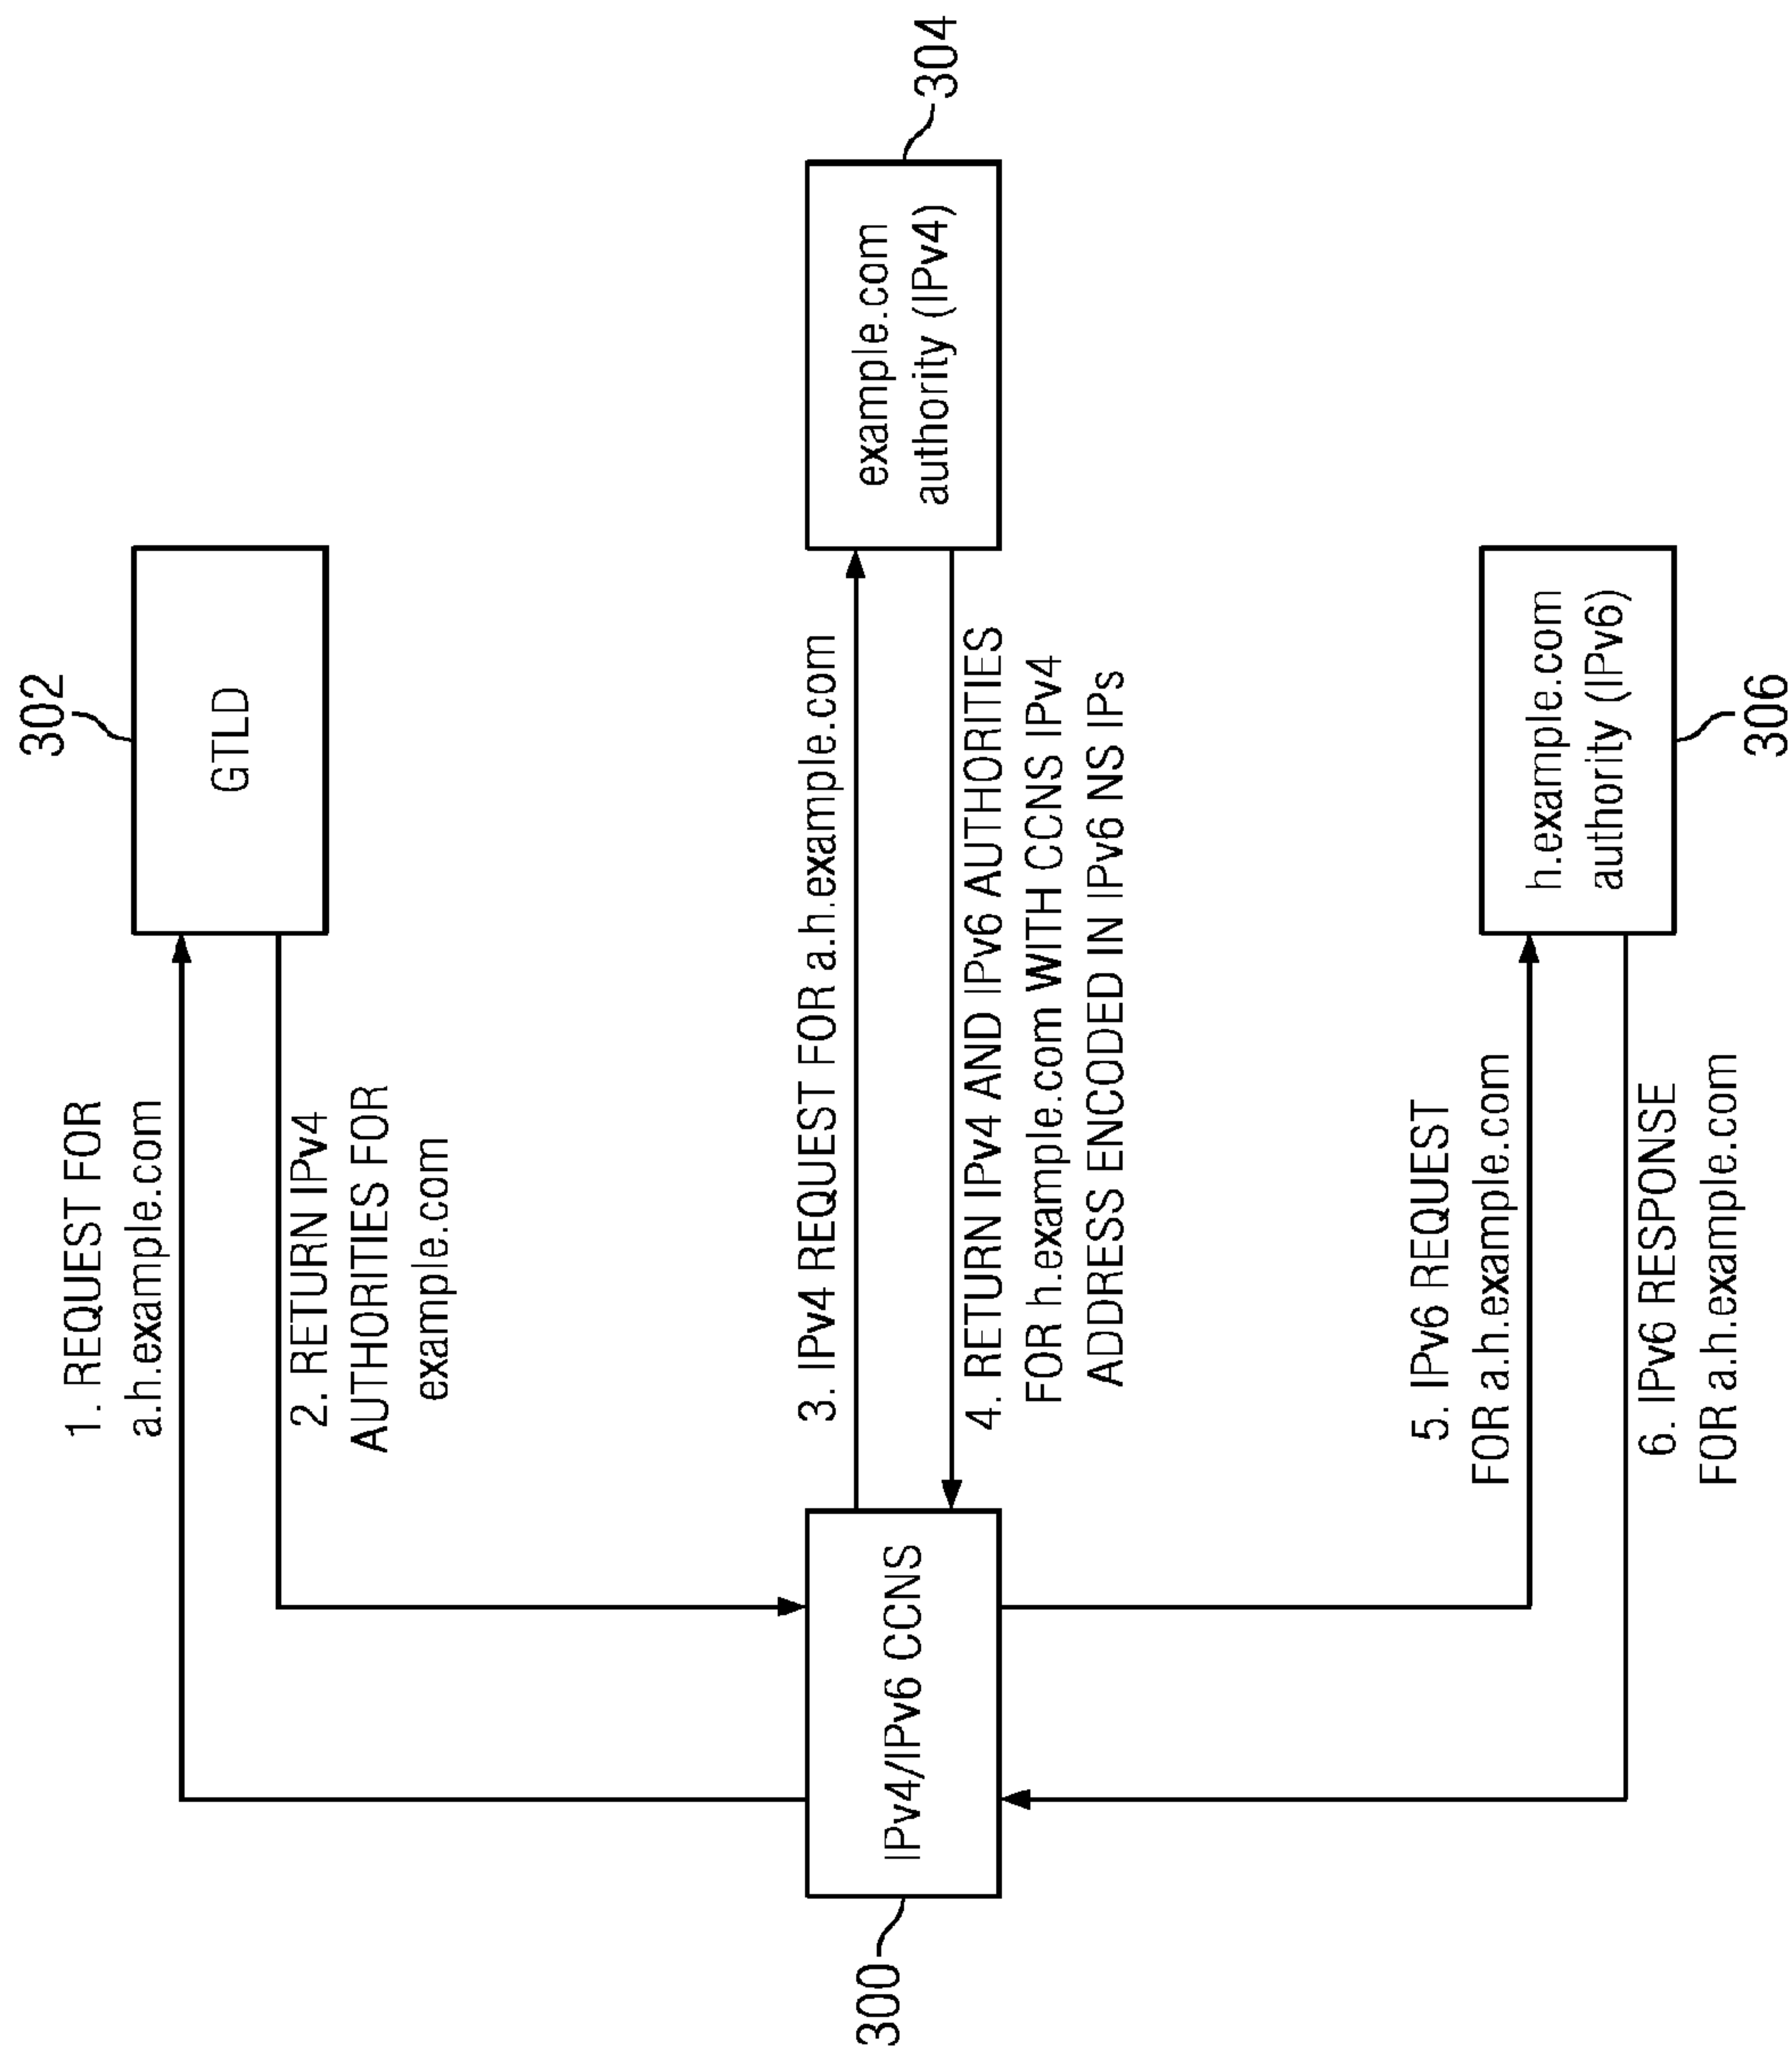 302
GTLD
1. REQUEST FOR
a.h.example.com
2. RETURN IPv4
AUTHORITIES FOR
example.com
300
IPv4/IPv6 CCNS
3. IPv4 REQUEST FOR a.h.example.com
4. RETURN IPv4 AND IPv6 AUTHORITIES
FOR h.example.com WITH CCNS IPv4
ADDRESS ENCODED IN IPv6 NS IPs
example.com
authority (IPv4)
304
5. IPv6 REQUEST
FOR a.h.example.com
6. IPv6 RESPONSE
FOR a.h.example.com
h.example.com
authority (IPv6)
306